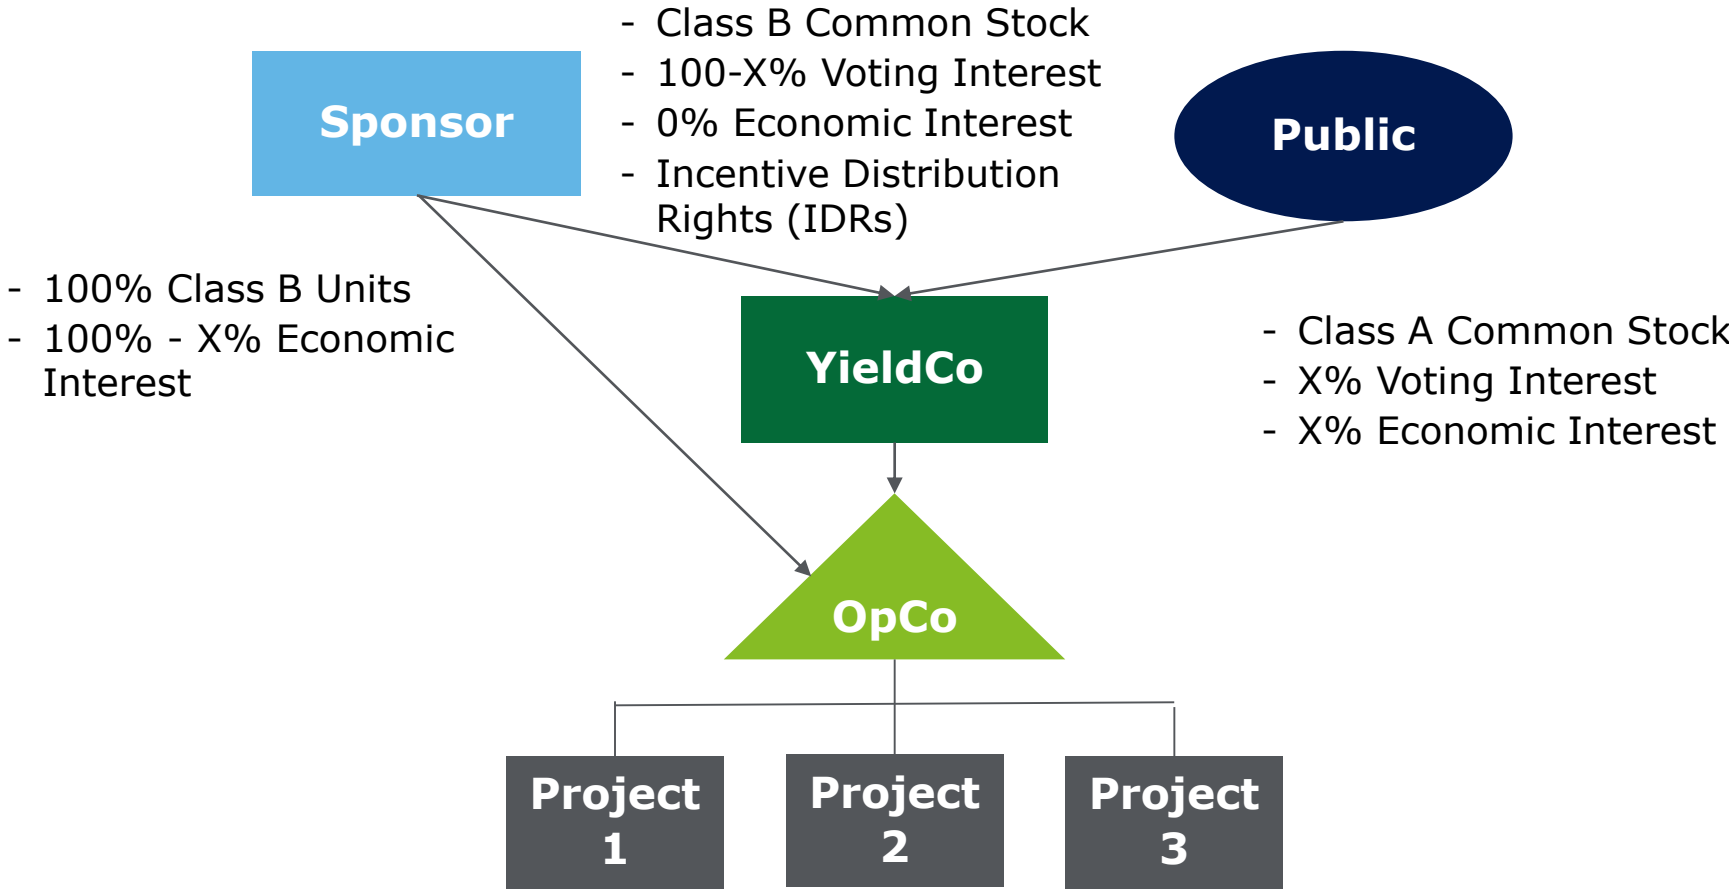 Sponsor
- Class B Common Stock
- 100-X% Voting Interest
- 0% Economic Interest
- Incentive Distribution
Rights (IDRs)
Public
- 100% Class B Units
- 100% - X% Economic
Interest
YieldCo
- Class A Common Stock
- X% Voting Interest
- X% Economic Interest
OpCo
Project
1
Project
2
Project
3